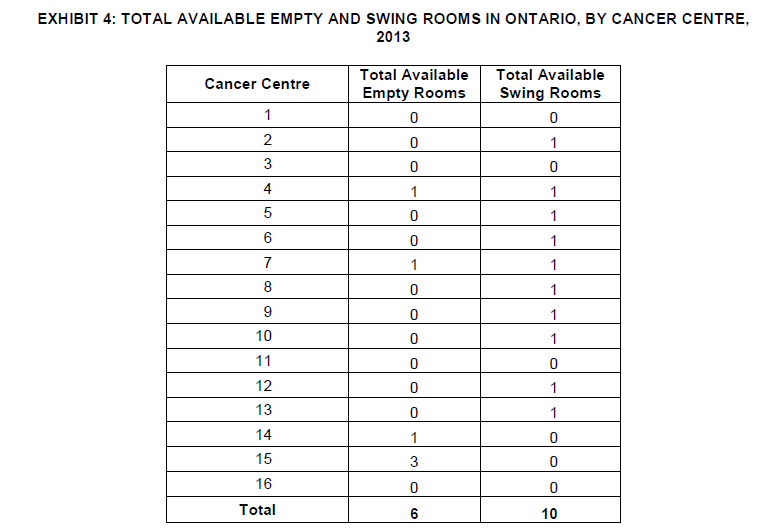 EXHIBIT 4: TOTAL AVAILABLE EMPTY AND SWING ROOMS IN ONTARIO, BY CANCER CENTRE,
2013
Cancer Centre Total Available Empty Rooms Total Available Swing Rooms
1 0 0
2 0 1
3 0 0
4 1 1
5 0 1
6 0 1
7 1 1
8 0 1
9 0 1
10 0 1
11 0 0
12 0 1
13 0 1
14 1 0
15 3 0
16 0 0
Total 6 10